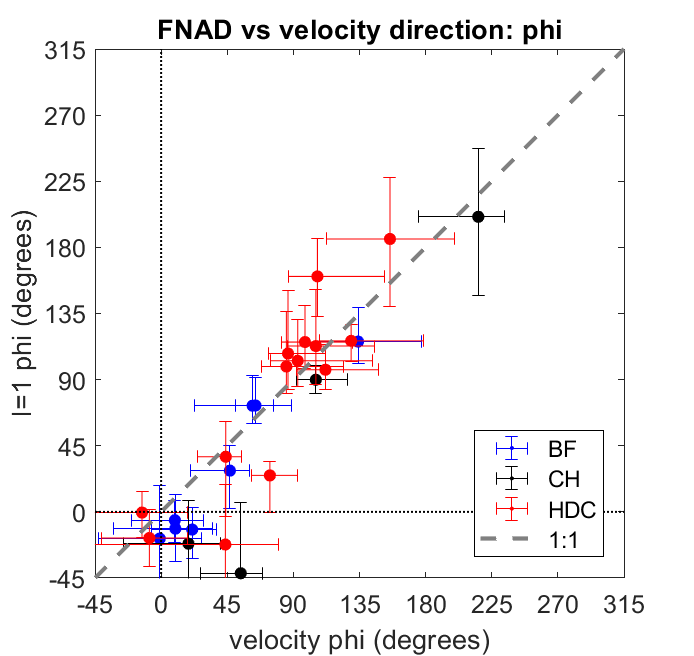 FNAD vs velocity direction: phi
315
270
225
180
135
90
45
0
-45
l=1 phi (degrees)
BF
CH
HDC
1:1
-45 0 45 90 135 180 225 270 315
velocity phi (degrees)